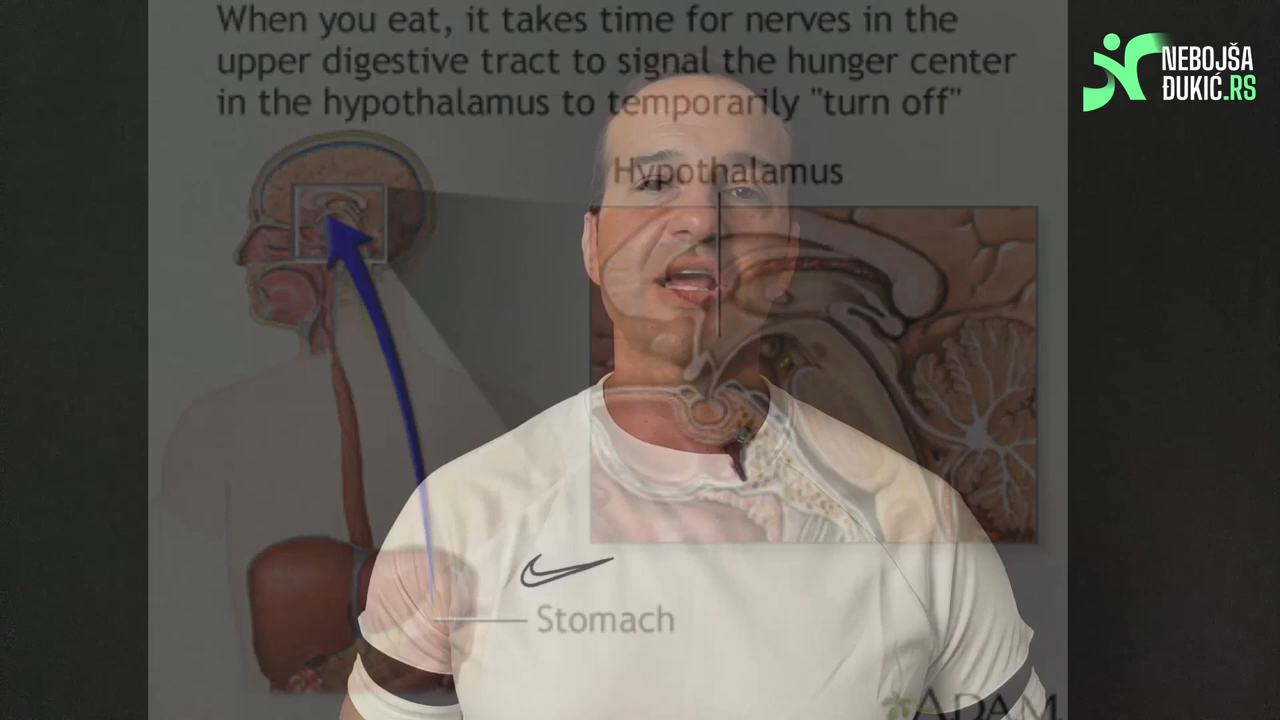 When you eat, it takes time for nerves in the
upper digestive tract to signal the hunger center
in the hypothalamus to temporarily "turn off"
NEBOJŠA
ĐUKIĆ.RS
Hypothalamus
Stomach
ADAM